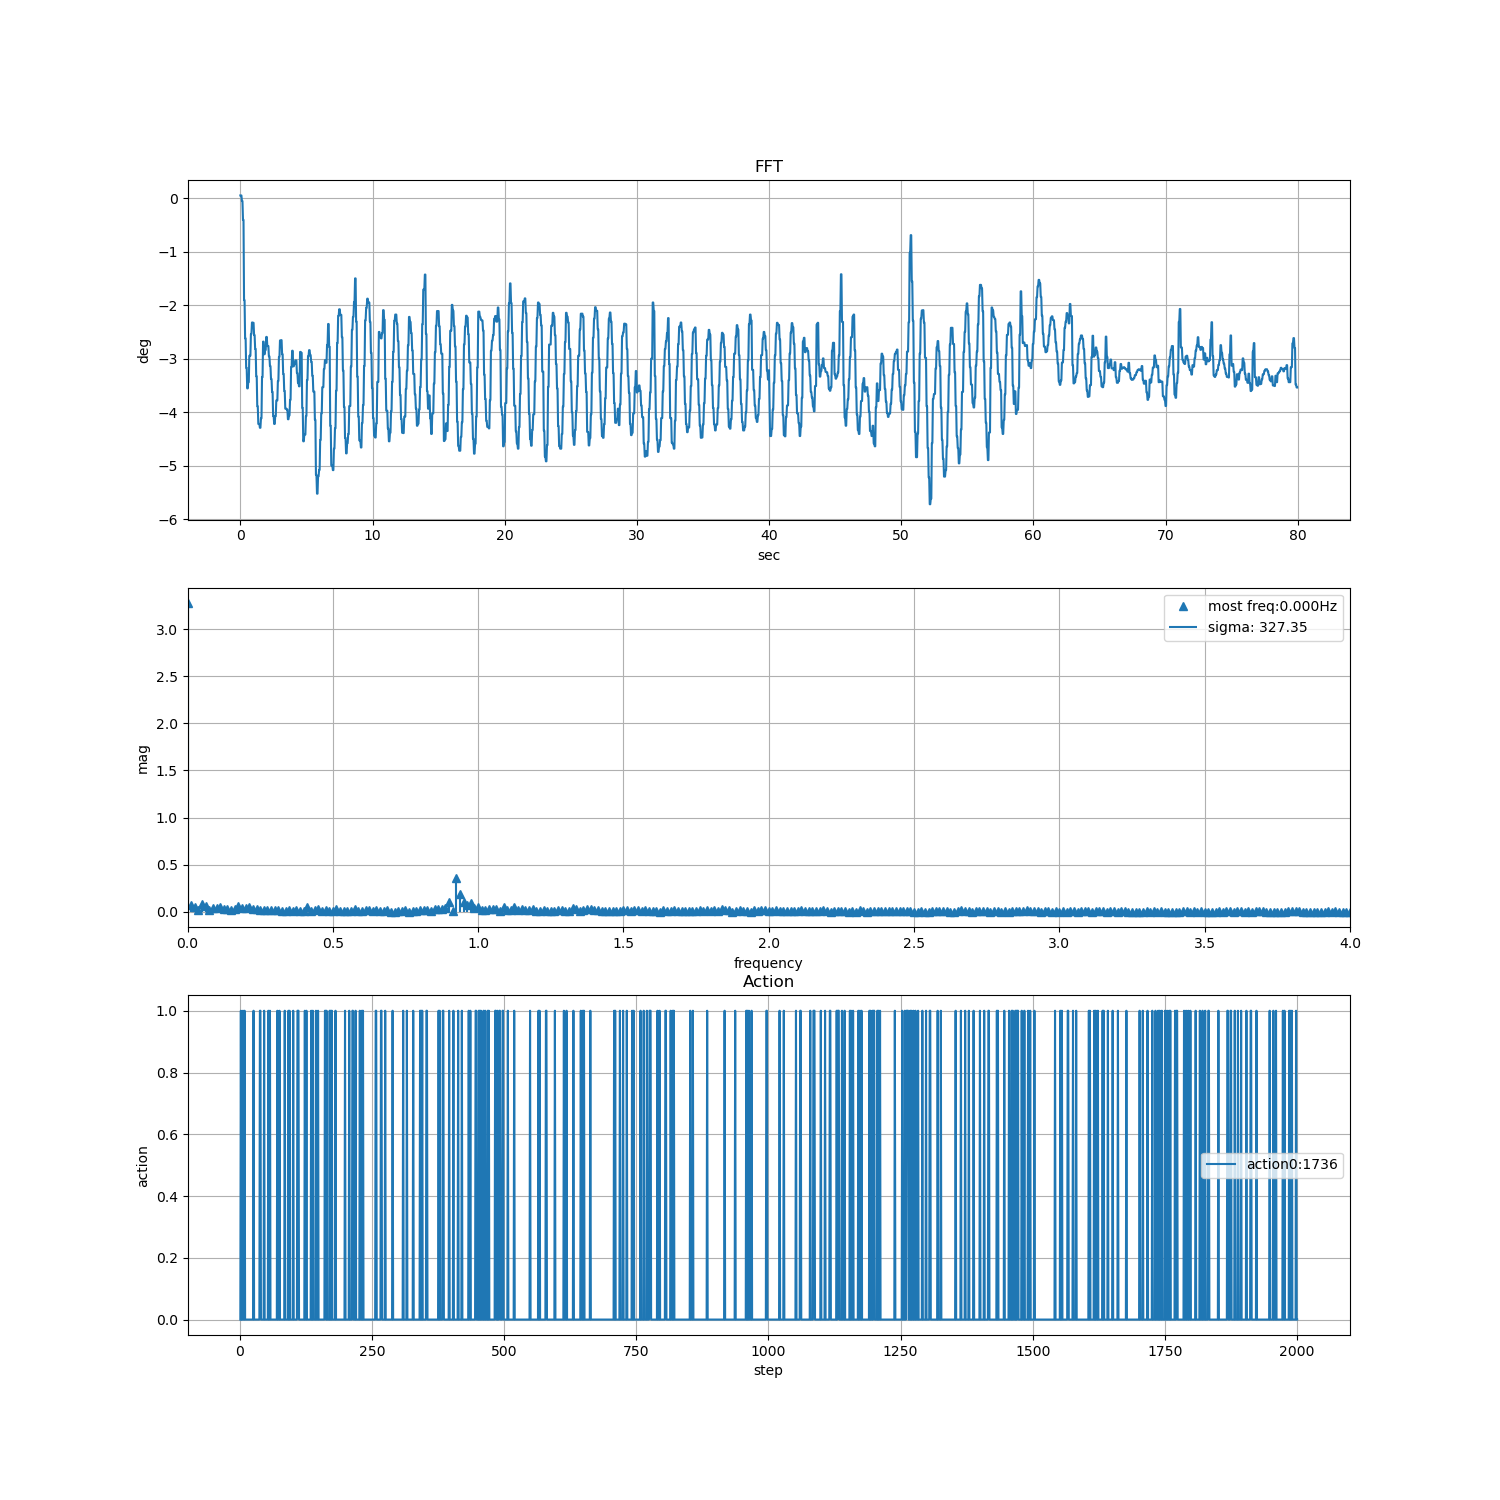 FFT
0
−1
−2
−3
−4
−5
−6
deg
0 10 20 30 40 50 60 70 80
sec
most freq:0.000Hz
sigma: 327.35
3.0
2.5
2.0
1.5
1.0
0.5
0.0
mag
0.0 0.5 1.0 1.5 2.0 2.5 3.0 3.5 4.0
frequency
Action
1.0
0.8
0.6
0.4
0.2
0.0
action
action0:1736
0 250 500 750 1000 1250 1500 1750 2000
step